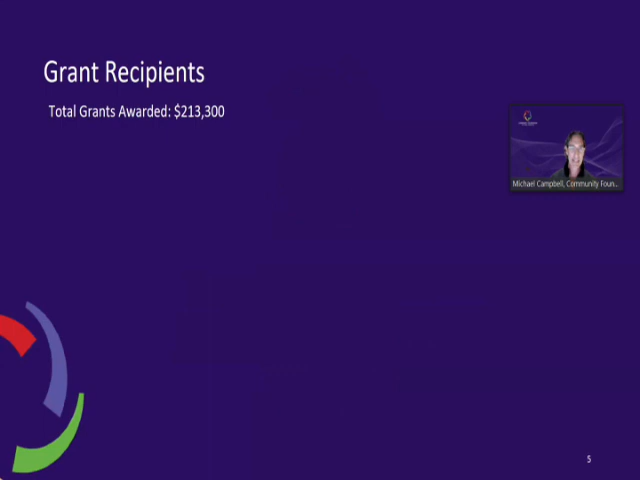 Grant Recipients
Total Grants Awarded: $213,300
Michael Campbell, Community Foun...
5